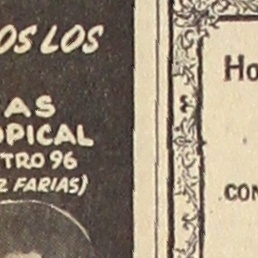 OS LOS
AS
OPICAL
TRO 96
Z FARIAS)
Ho
CON